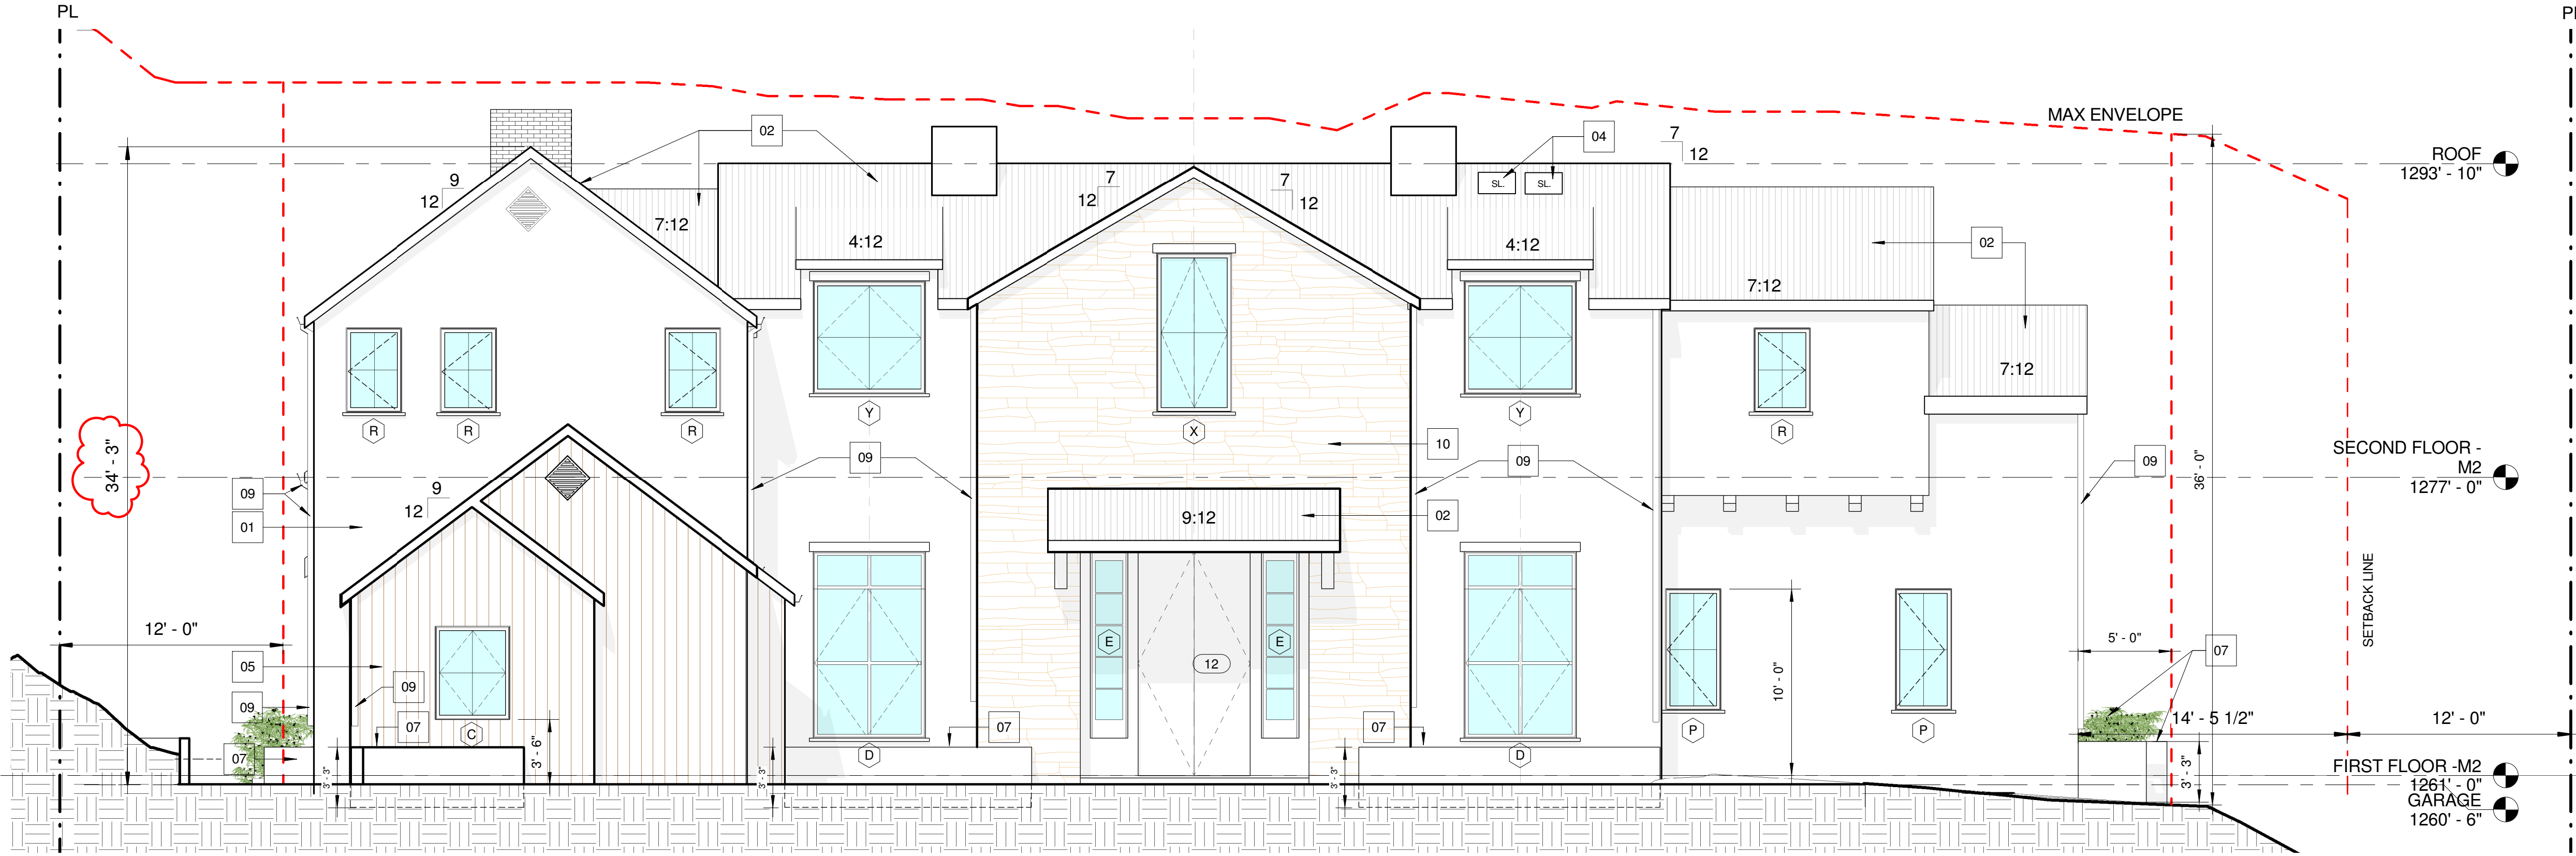 PL
PL
MAX ENVELOPE
02
04
7
12
ROOF
1293' - 10"
9
12
7
12
7
12
SL.
SL.
7:12
4:12
4:12
02
7:12
7:12
R
R
R
Y
X
Y
R
10
34' - 3"
09
09
09
09
SECOND FLOOR -
M2
1277' - 0"
36' - 0"
01
9
12
9:12
02
SETBACK LINE
12' - 0"
05
09
09
E
E
12
10' - 0"
5' - 0"
07
C
07
07
07
07
3' - 6"
D
D
P
P
14' - 5 1/2"
12' - 0"
3' - 3"
3' - 3"
3' - 3"
3' - 3"
FIRST FLOOR -M2
1261' - 0"
GARAGE
1260' - 6"